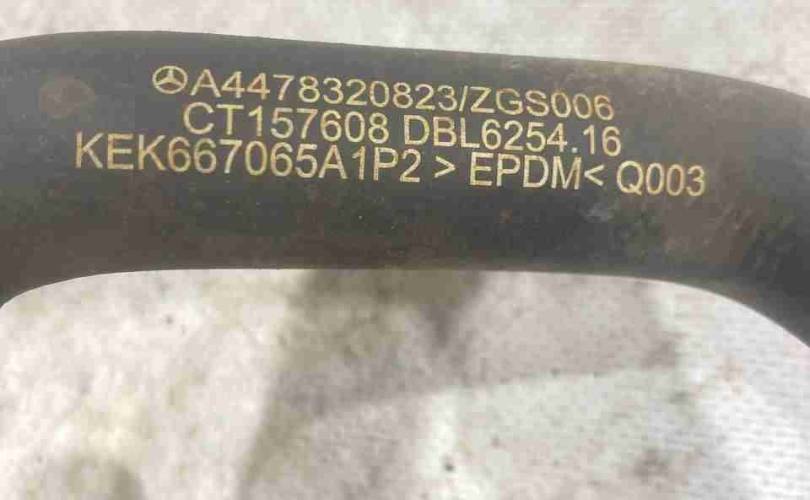 A4478320823/ZGS006
CT157608 DBL6254.16
KEK667065A1P2 > EPDM< Q003